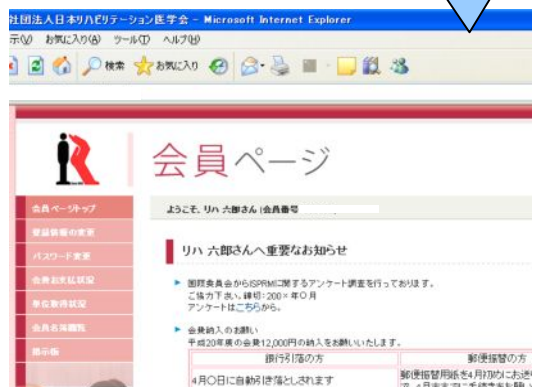 社団法人日本リハビリテーション医学会 - Microsoft Internet Explorer
示(V) お気に入り(A) ツール(T) ヘルプ(H)
検索 お気に入り
会員ページ
会員ページトップ
ようこそ、リハ 六郎さん (会員番号
登録情報の変更
リハ 六郎さんへ重要なお知らせ
パスワード変更
会費お支払状況
国際委員会からISPRMに関するアンケート調査を行っております。
ご協力下さい。締切:200×年○月
単位取得状況
アンケートはこちらから。
会員名簿閲覧
会費納入のお願い
平成20年度の会費12,000円の納入をお願いいたします。
掲示板
銀行引落の方 郵便振替の方
4月○日に自動引き落としされます
郵便振替用紙を4月初めにお送